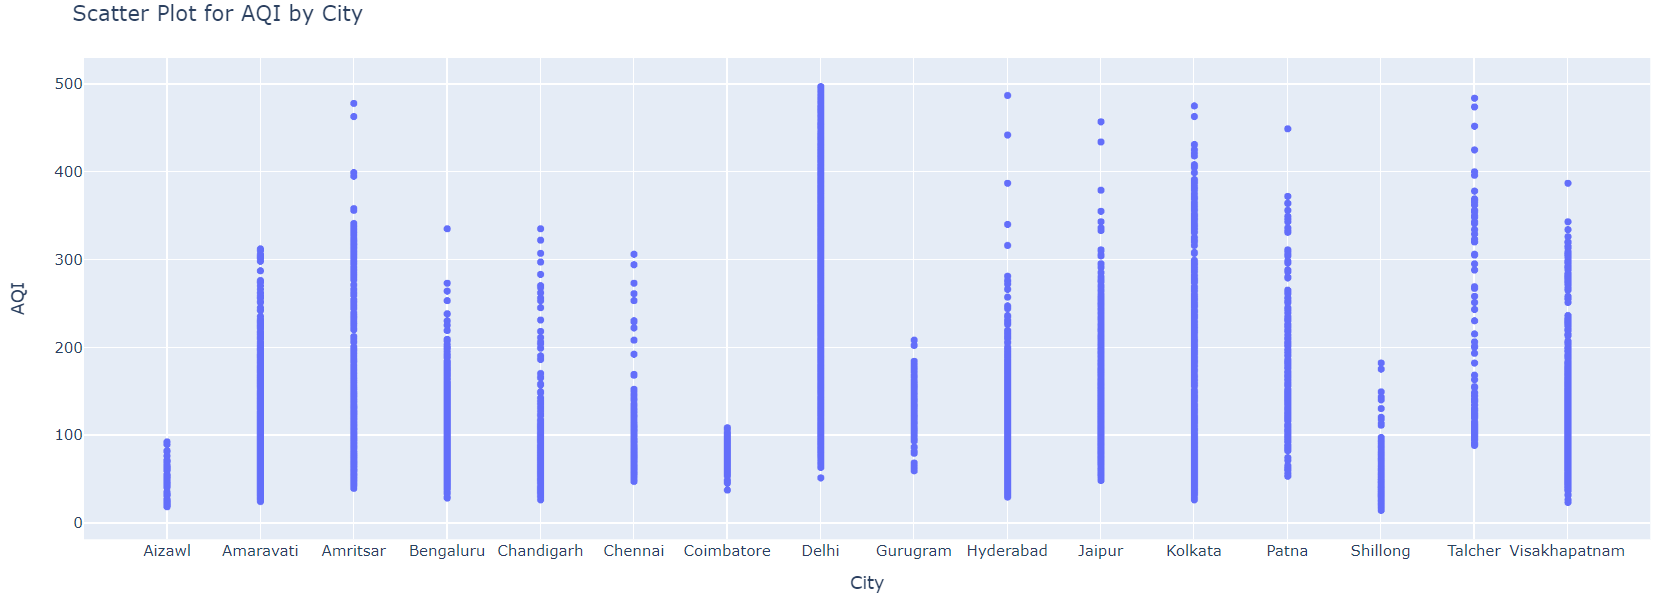 Scatter Plot for AQI by City
500
400
300
200
100
0
AQI
Aizawl Amaravati Amritsar Bengaluru Chandigarh Chennai Coimbatore Delhi Gurugram Hyderabad Jaipur Kolkata Patna Shillong Talcher Visakhapatnam
City